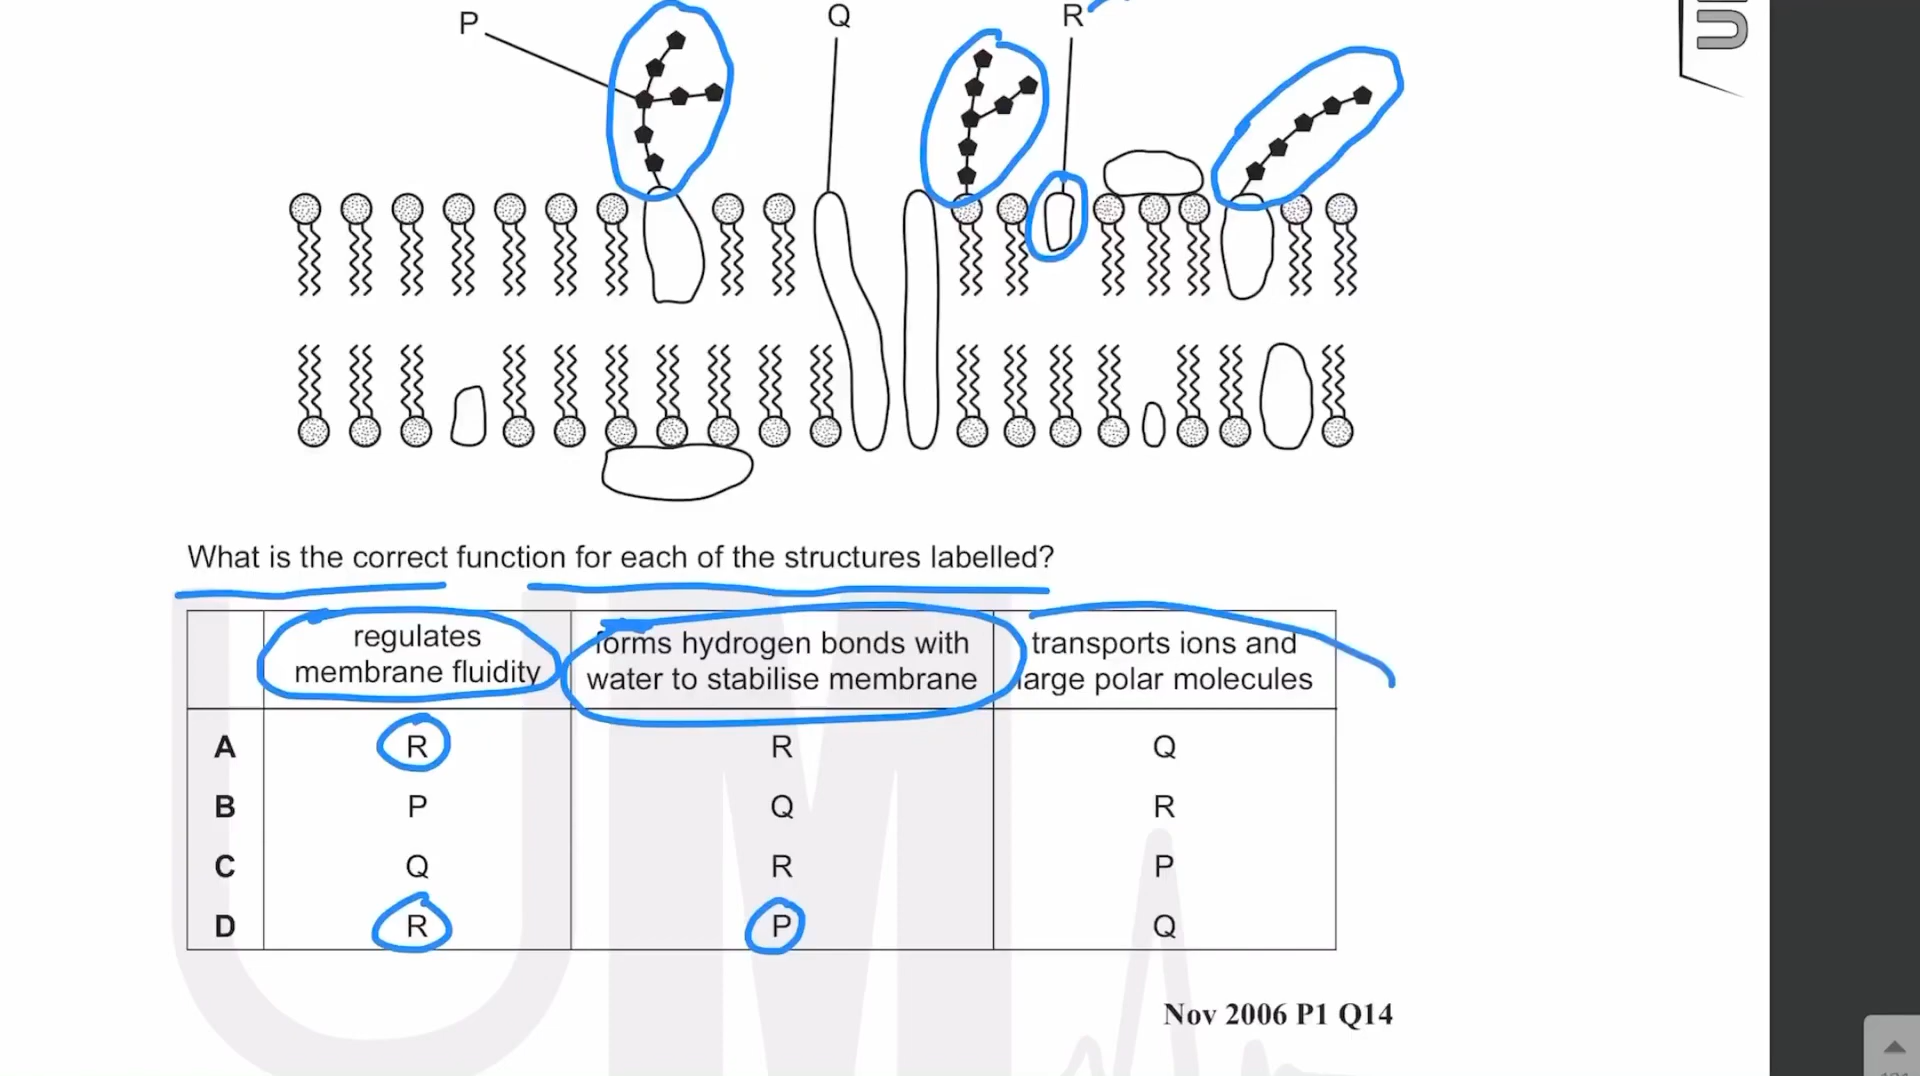 P Q R
What is the correct function for each of the structures labelled?
regulates
membrane fluidity
forms hydrogen bonds with
water to stabilise membrane
transports ions and
large polar molecules
A R R Q
B P Q R
C Q R P
D R P Q
Nov 2006 P1 Q14